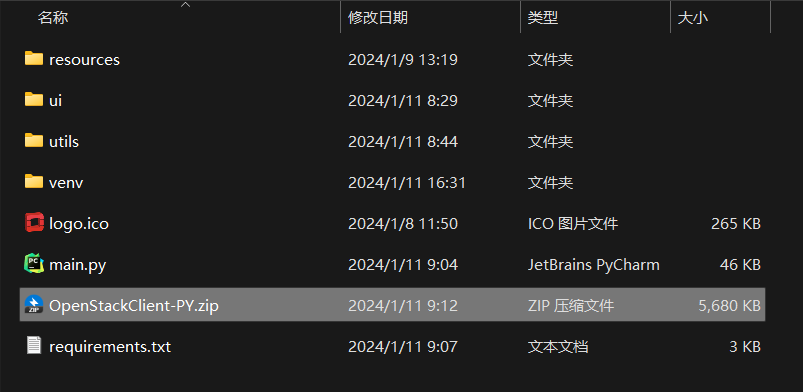 名称 修改日期 类型 大小
resources 2024/1/9 13:19 文件夹
ui 2024/1/11 8:29 文件夹
utils 2024/1/11 8:44 文件夹
venv 2024/1/11 16:31 文件夹
logo.ico 2024/1/8 11:50 ICO 图片文件 265 KB
main.py 2024/1/11 9:04 JetBrains PyCharm 46 KB
OpenStackClient-PY.zip 2024/1/11 9:12 ZIP 压缩文件 5,680 KB
requirements.txt 2024/1/11 9:07 文本文档 3 KB